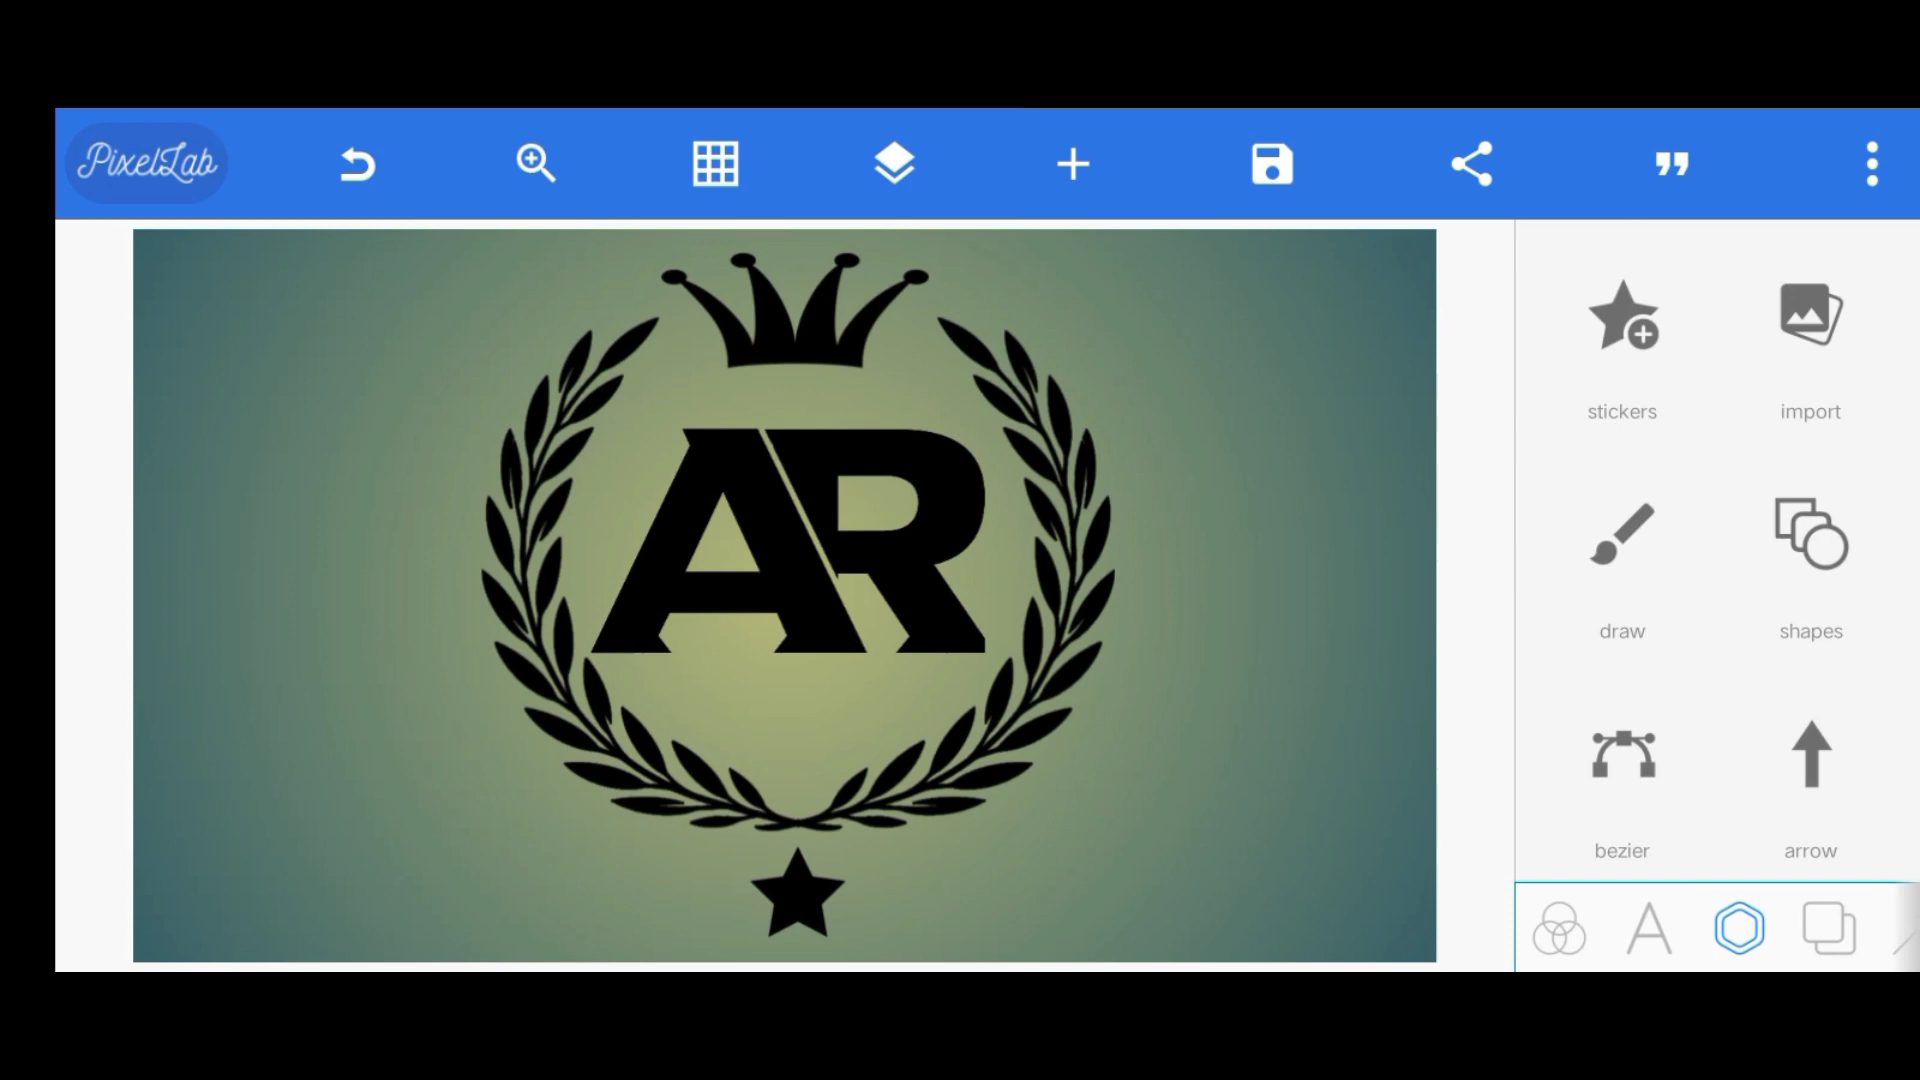 PixelLab
AR
stickers
import
draw
shapes
bezier
arrow